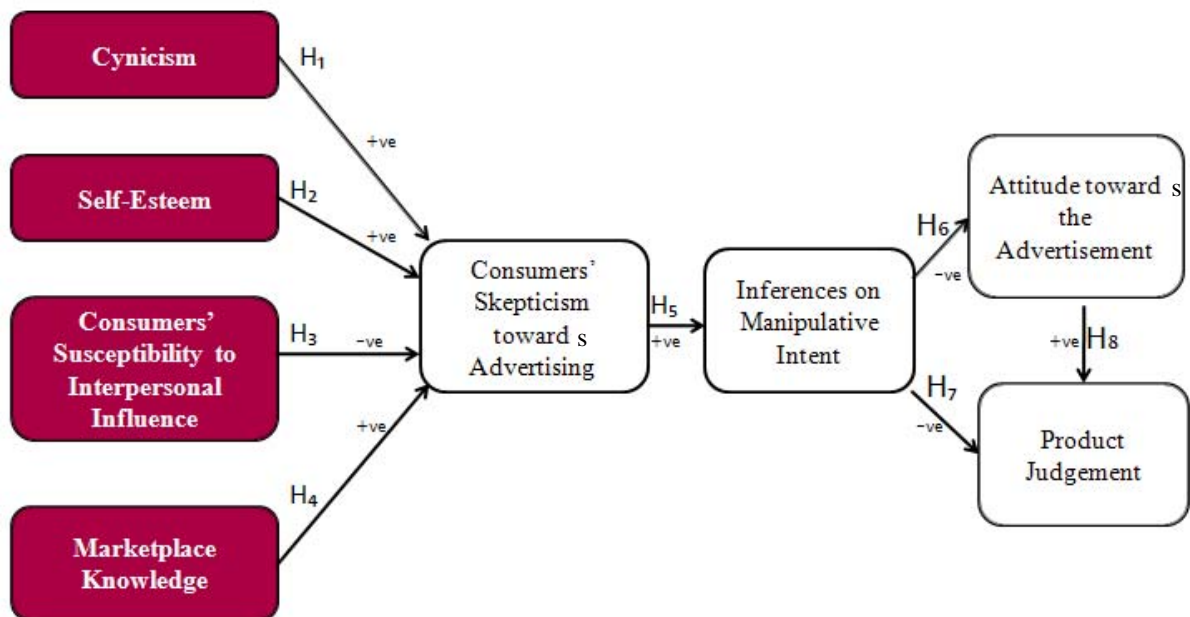 Cynicism
H₁
+ve
Self-Esteem
H₂
+ve
Consumers’
Susceptibility to
Interpersonal
Influence
H₃
-ve
Marketplace
Knowledge
H₄
+ve
Consumers’
Skepticism
toward s
Advertising
H₅
+ve
Inferences on
Manipulative
Intent
H₆
-ve
Attitude toward s
the
Advertisement
H₇
-ve
+ve H₈
Product
Judgement